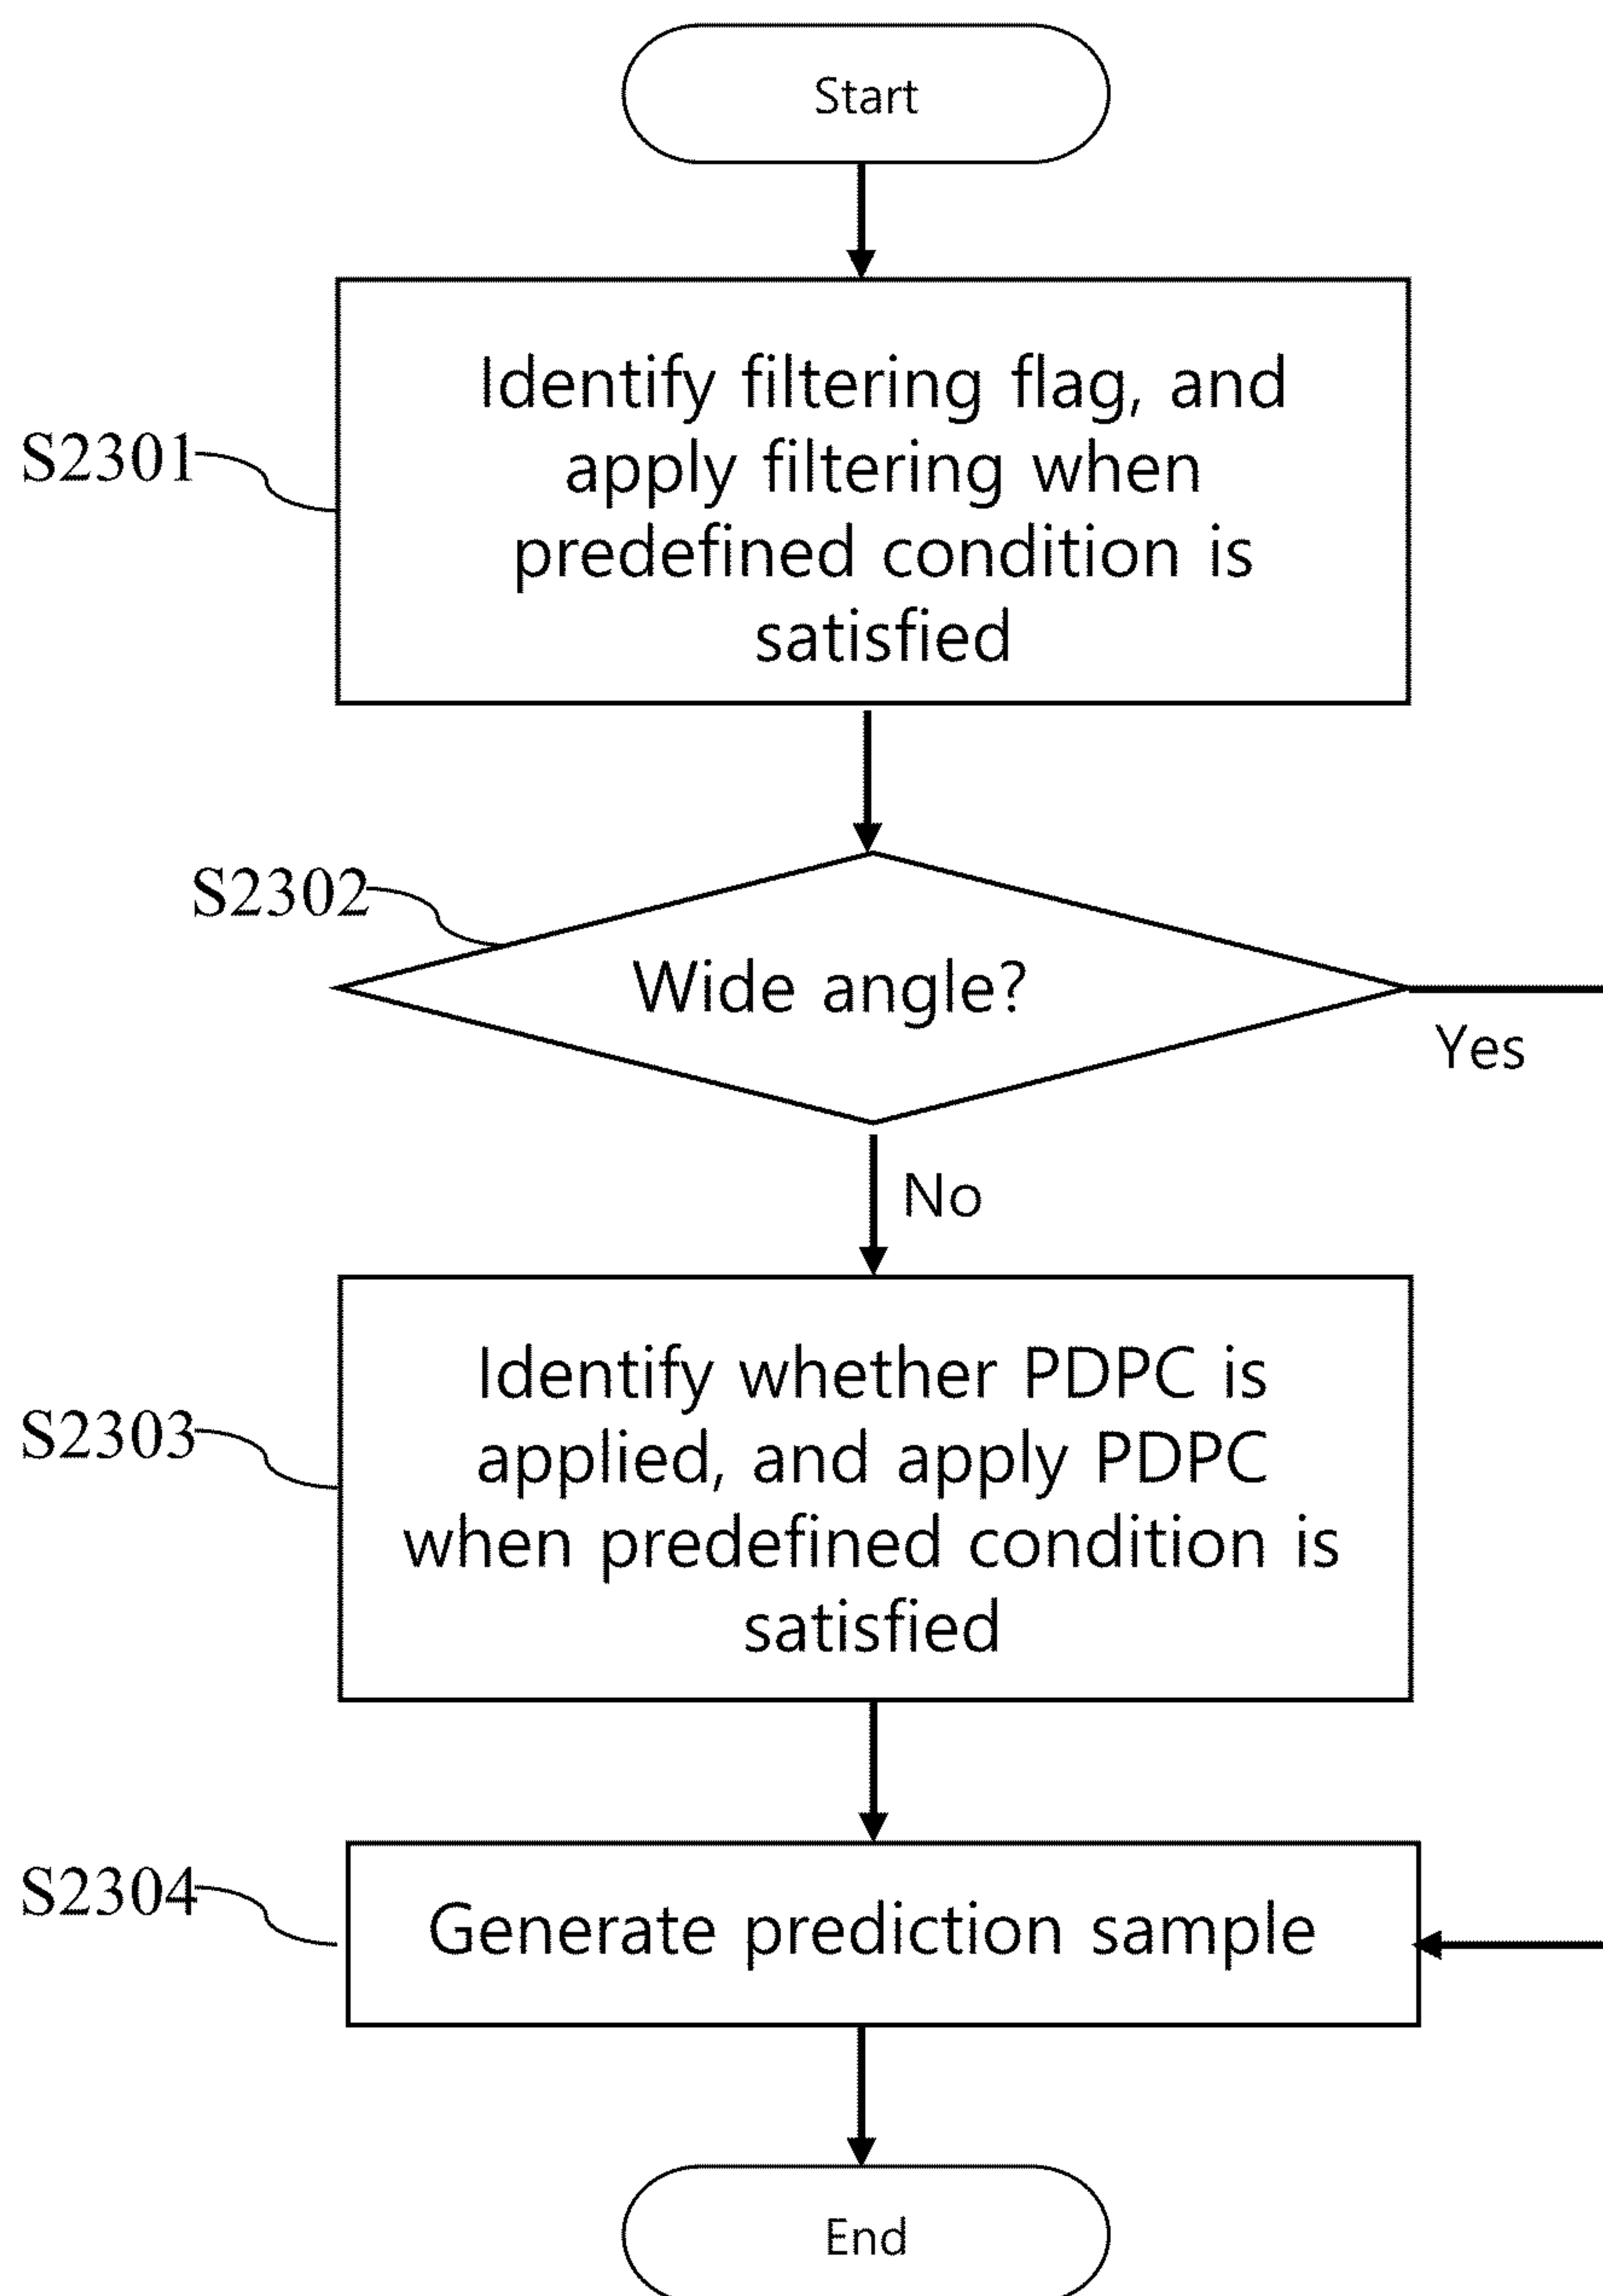 Start
Identify filtering flag, and
apply filtering when
predefined condition is
satisfied
S2301
S2302
Wide angle?
Yes
No
Identify whether PDPC is
applied, and apply PDPC
when predefined condition is
satisfied
S2303
S2304
Generate prediction sample
End